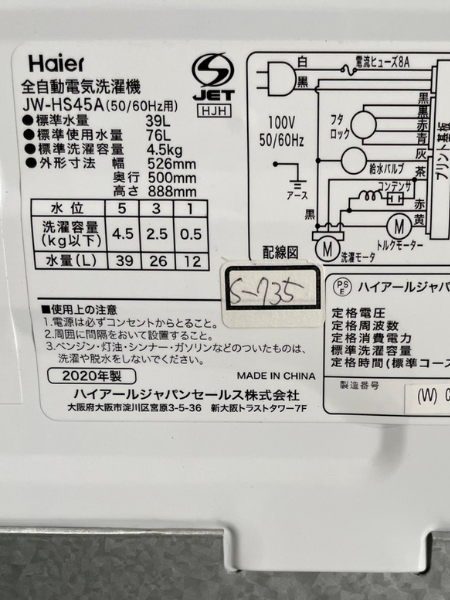 Haier
全自動電気洗濯機
JW-HS45A(50/60Hz用)
●標準水量 39L
●標準使用水量 76L
●標準洗濯容量 4.5kg
●外形寸法 幅 526mm
奥行 500mm
高さ 888mm
水位 5 3 1
洗濯容量(kg以下) 4.5 2.5 0.5
水量(L) 39 26 12
S JET
HJH
白
電流ヒューズ8A
100V
50/60Hz
アース
黒
黒
黒
赤
青
フタロック
灰
給水バルブ
茶
コンデンサ
赤
黄
M
トルクモーター
M
洗濯モータ
プリント基板
配線図
S-735
■使用上の注意
1.電源は必ずコンセントからとること。
2.周囲に間隔をおいて設置すること。
3.ベンジン・灯油・シンナー・ガソリンなどのついたものは、
洗濯や脱水をしないでください。
2020年製
MADE IN CHINA
ハイアールジャパンセールス株式会社
大阪府大阪市淀川区宮原3-5-36 新大阪トラストタワー7F
PS E
ハイアールジャパ
定格電圧
定格周波数
定格消費電力
標準洗濯容量
定格時間(標準コース
製造番号
(W) 0